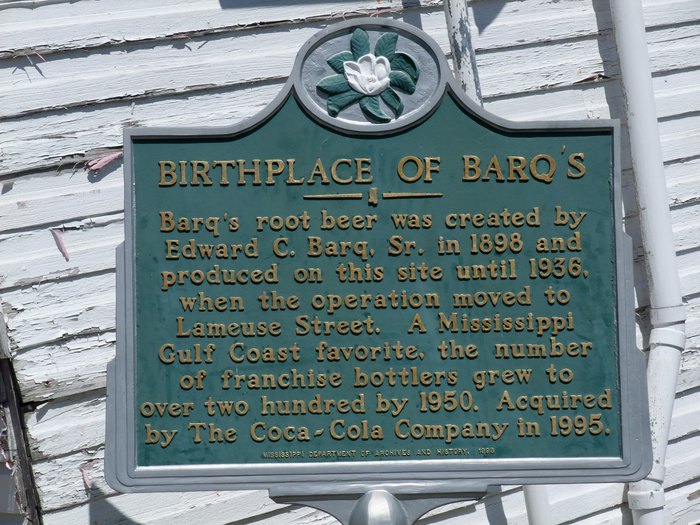 BIRTHPLACE OF BARQ'S
Barq's root beer was created by
Edward C. Barq, Sr. in 1898 and
produced on this site until 1936,
when the operation moved to
Lameuse Street. A Mississippi
Gulf Coast favorite, the number
of franchise bottlers grew to
over two hundred by 1950. Acquired
by The Coca-Cola Company in 1995.
MISSISSIPPI DEPARTMENT OF ARCHIVES AND HISTORY,